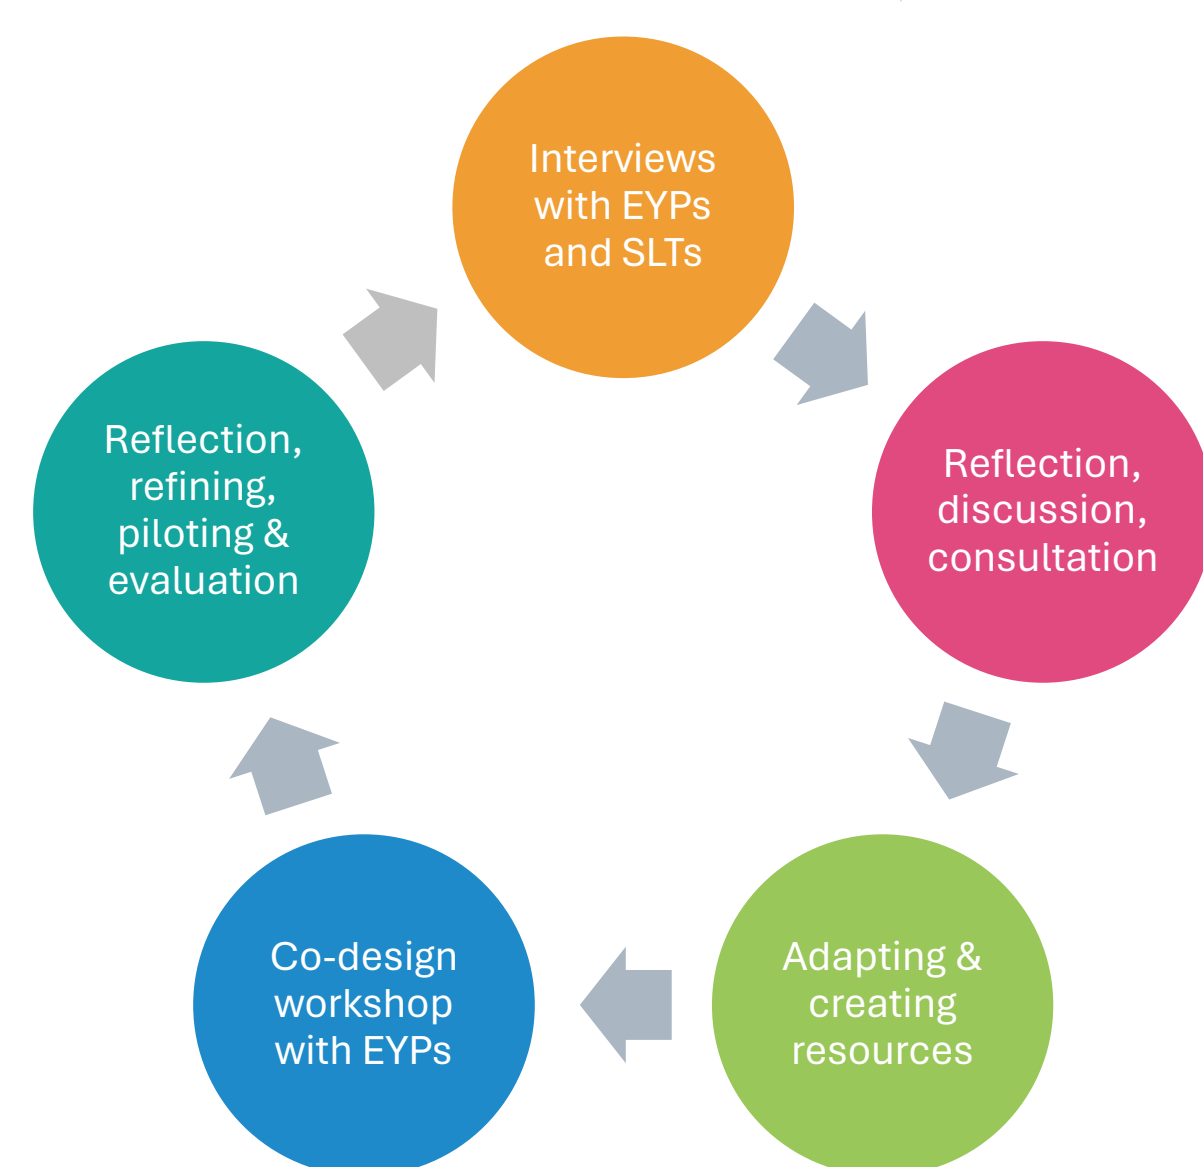 Interviews
with EYPs
and SLTs
Reflection,
discussion,
consultation
Adapting &
creating
resources
Co-design
workshop
with EYPs
Reflection,
refining,
piloting &
evaluation